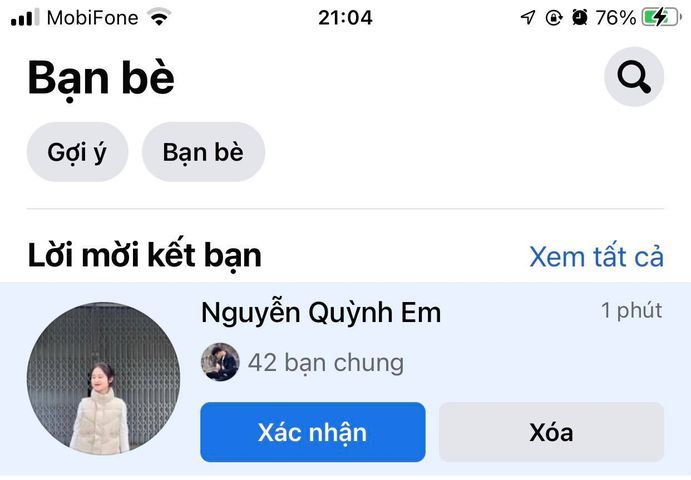 MobiFone 21:04 76%
Bạn bè
Gợi ý Bạn bè
Lời mời kết bạn Xem tất cả
Nguyễn Quỳnh Em 1 phút
42 bạn chung
Xác nhận Xóa